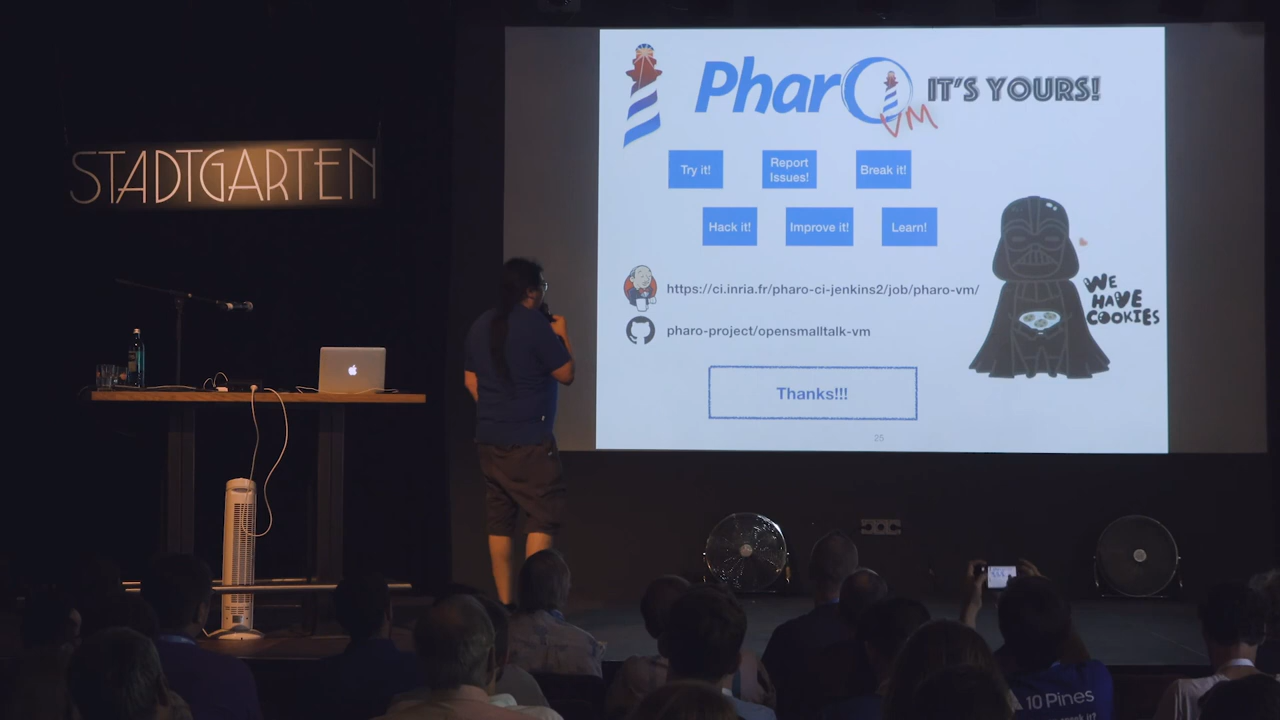 STADTGARTEN
Pharo IT'S YOURS!
VM
Try it!
Report
Issues!
Break it!
Hack it!
Improve it!
Learn!
https://ci.inria.fr/pharo-ci-jenkins2/job/pharo-vm/
pharo-project/opensmalltalk-vm
WE
HAVE
COOKIES
Thanks!!!
25
10 Pines